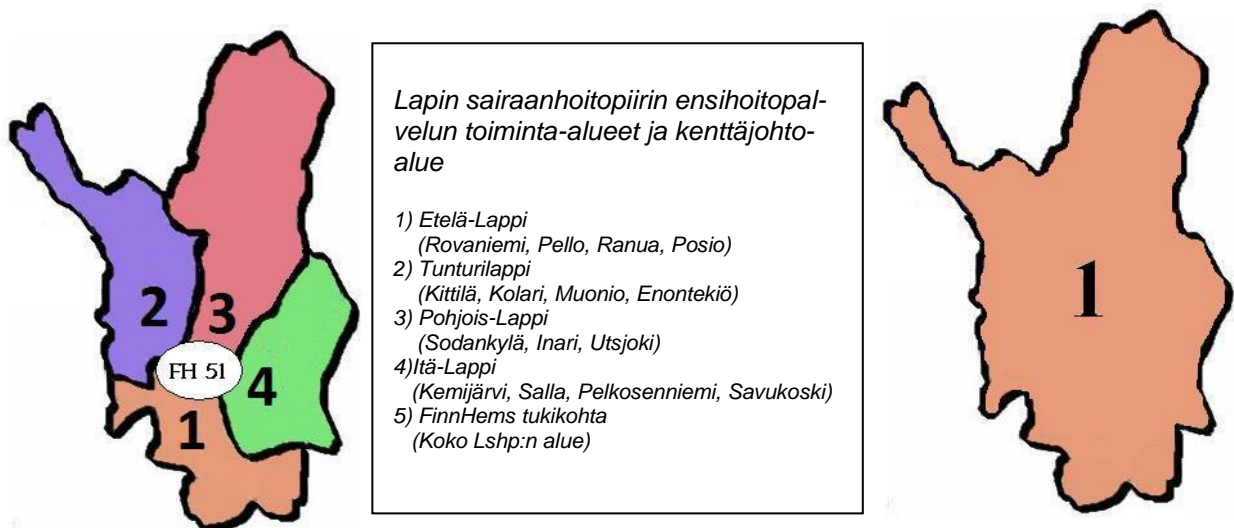 2
3
FH 51
4
1
Lapin sairaanhoitopiirin ensihoitopal-
velun toiminta-alueet ja kenttäjohto-
alue
1) Etelä-Lappi
(Rovaniemi, Pello, Ranua, Posio)
2) Tunturilappi
(Kittilä, Kolari, Muonio, Enontekiö)
3) Pohjois-Lappi
(Sodankylä, Inari, Utsjoki)
4)Itä-Lappi
(Kemijärvi, Salla, Pelkosenniemi, Savukoski)
5) FinnHems tukikohta
(Koko Lshp:n alue)
1